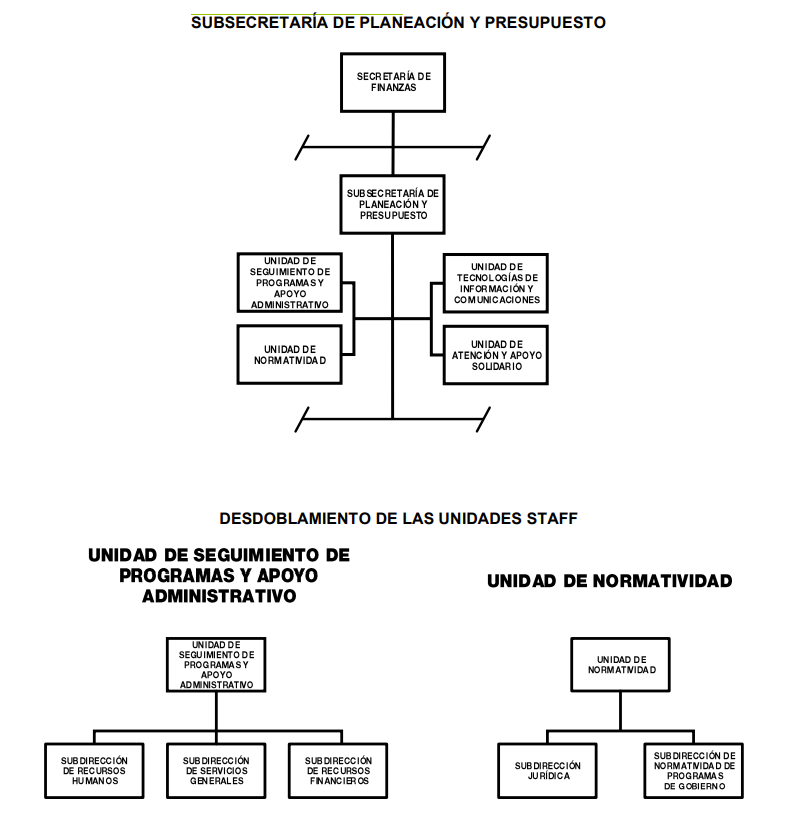 SUBSECRETARÍA DE PLANEACIÓN Y PRESUPUESTO
SECRETARÍA DE
FINANZAS
SUBSECRETARÍA DE
PLANEACIÓN Y
PRESUPUESTO
UNIDAD DE
SEGUIMIENTO DE
PROGRAMAS Y
APOYO
ADMINISTRATIVO
UNIDAD DE
TECNOLOGÍAS DE
INFORMACIÓN Y
COMUNICACIONES
UNIDAD DE
NORMATIVIDAD
UNIDAD DE
ATENCIÓN Y APOYO
SOLIDARIO
DESDOBLAMIENTO DE LAS UNIDADES STAFF
UNIDAD DE SEGUIMIENTO DE
PROGRAMAS Y APOYO
ADMINISTRATIVO
UNIDAD DE
SEGUIMIENTO DE
PROGRAMAS Y
APOYO
ADMINISTRATIVO
SUBDIRECCIÓN
DE RECURSOS
HUMANOS
SUBDIRECCIÓN
DE SERVICIOS
GENERALES
SUBDIRECCIÓN
DE RECURSOS
FINANCIEROS
UNIDAD DE NORMATIVIDAD
UNIDAD DE
NORMATIVIDAD
SUBDIRECCIÓN
JURÍDICA
SUBDIRECCIÓN DE
NORMATIVIDAD DE
PROGRAMAS
DE GOBIERNO